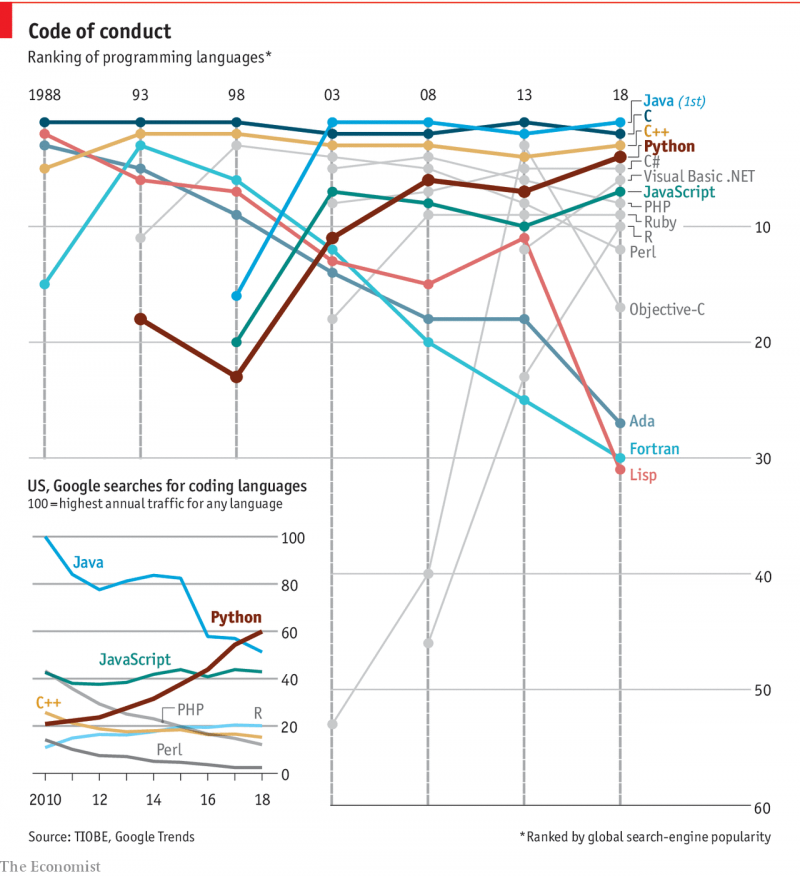 Code of conduct
Ranking of programming languages*
1988 93 98 03 08 13 18
Java (1st)
C
C++
Python
C#
Visual Basic .NET
JavaScript
PHP
Ruby
R
Perl
Objective-C
Ada
Fortran
Lisp
10
20
30
40
50
60
US, Google searches for coding languages
100=highest annual traffic for any language
100
80
60
40
20
0
Java
Python
JavaScript
C++
PHP
R
Perl
2010 12 14 16 18
Source: TIOBE, Google Trends
*Ranked by global search-engine popularity
The Economist